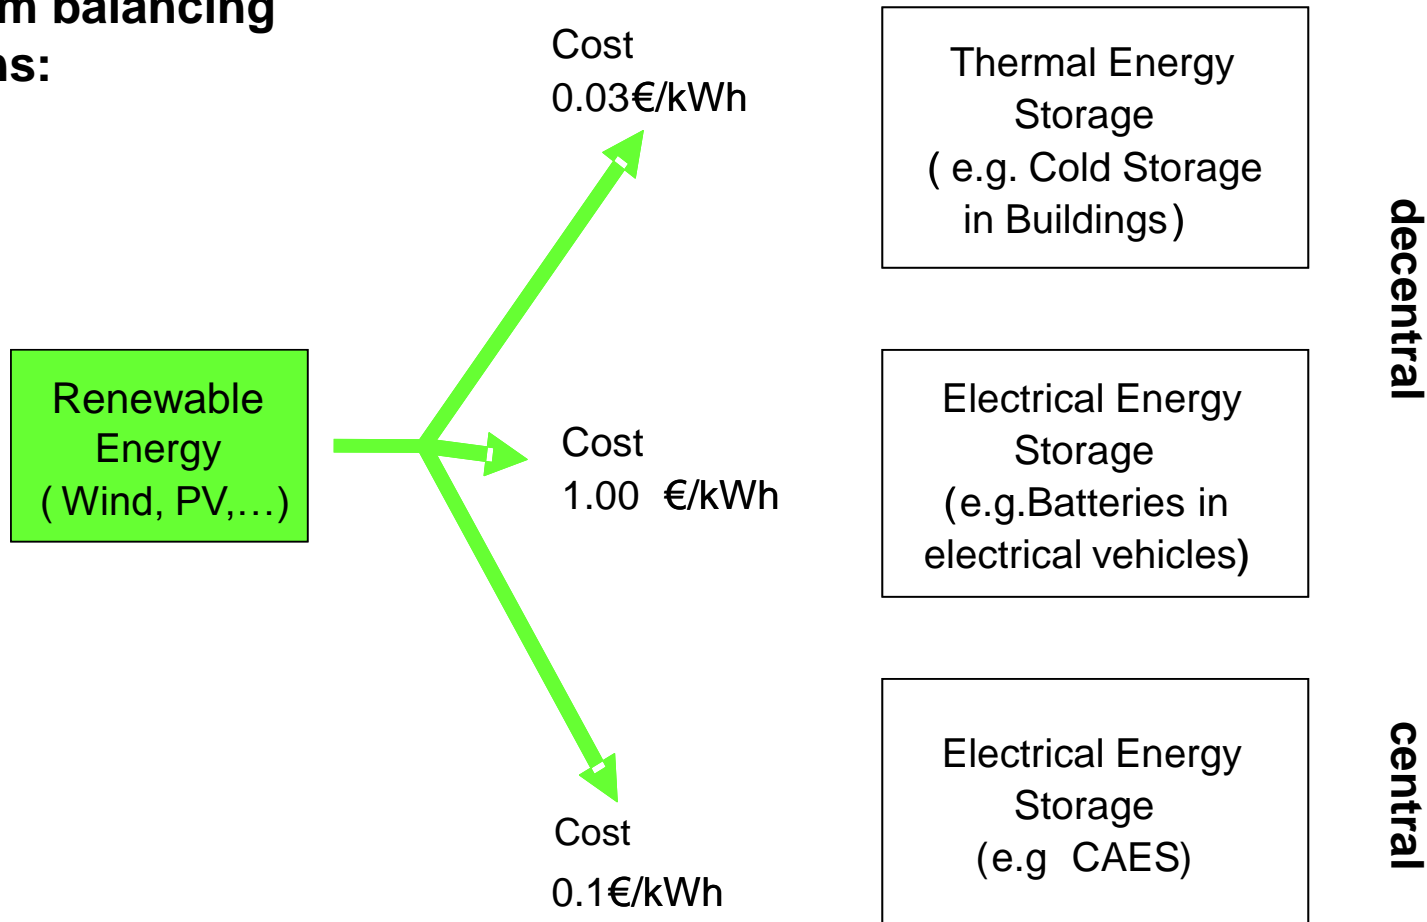 balancing
Cost
0.03€/kWh
Thermal Energy
Storage
( e.g. Cold Storage
in Buildings)
decentral
Renewable
Energy
( Wind, PV,…)
Cost
1.00 €/kWh
Electrical Energy
Storage
(e.g.Batteries in
electrical vehicles)
Cost
0.1€/kWh
Electrical Energy
Storage
(e.g CAES)
central